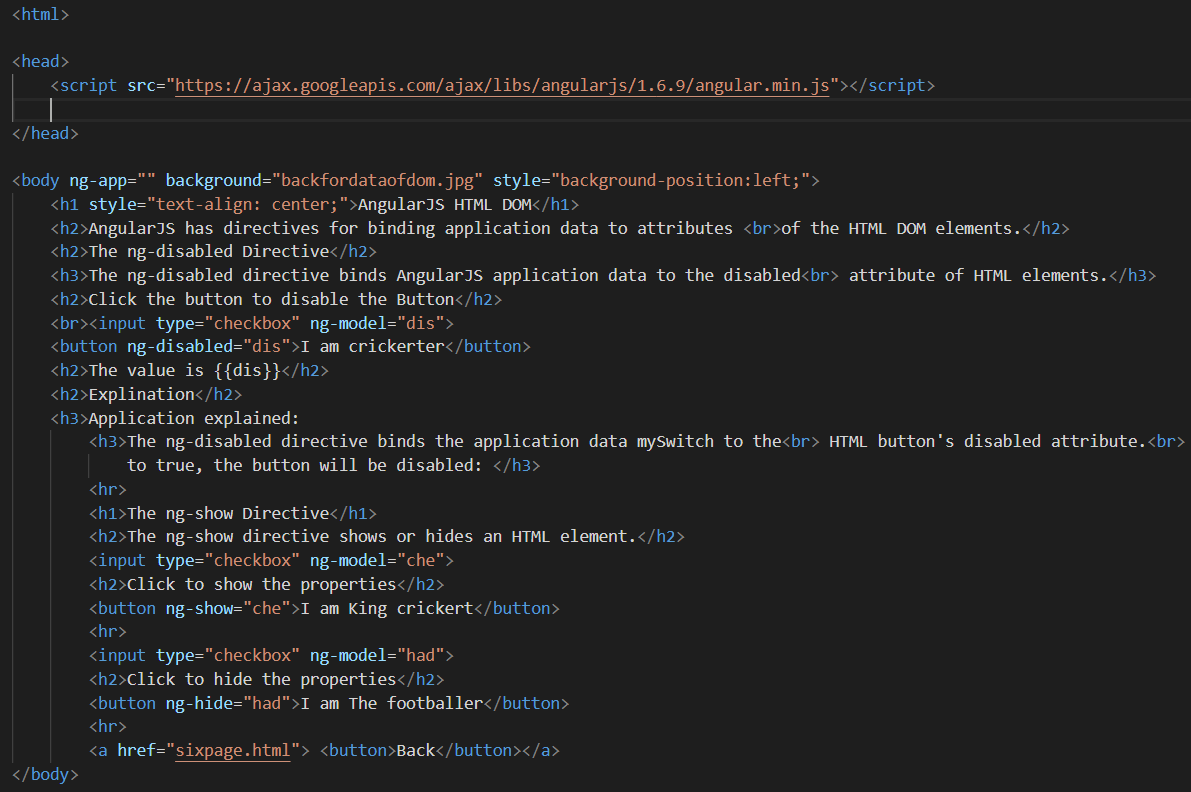 <html>
<head>
<script src="https://ajax.googleapis.com/ajax/libs/angularjs/1.6.9/angular.min.js"></script>
</head>
<body ng-app="" background="backfordataofdom.jpg" style="background-position:left;">
<h1 style="text-align: center;">AngularJS HTML DOM</h1>
<h2>AngularJS has directives for binding application data to attributes <br>of the HTML DOM elements.</h2>
<h2>The ng-disabled Directive</h2>
<h3>The ng-disabled directive binds AngularJS application data to the disabled<br> attribute of HTML elements.</h3>
<h2>Click the button to disable the Button</h2>
<br><input type="checkbox" ng-model="dis">
<button ng-disabled="dis">I am crickerter</button>
<h2>The value is {{dis}}</h2>
<h2>Explination</h2>
<h3>Application explained:
<h3>The ng-disabled directive binds the application data mySwitch to the<br> HTML button's disabled attribute.<br>
to true, the button will be disabled: </h3>
<hr>
<h1>The ng-show Directive</h1>
<h2>The ng-show directive shows or hides an HTML element.</h2>
<input type="checkbox" ng-model="che">
<h2>Click to show the properties</h2>
<button ng-show="che">I am King crickert</button>
<hr>
<input type="checkbox" ng-model="had">
<h2>Click to hide the properties</h2>
<button ng-hide="had">I am The footballer</button>
<hr>
<a href="sixpage.html"> <button>Back</button></a>
</body>